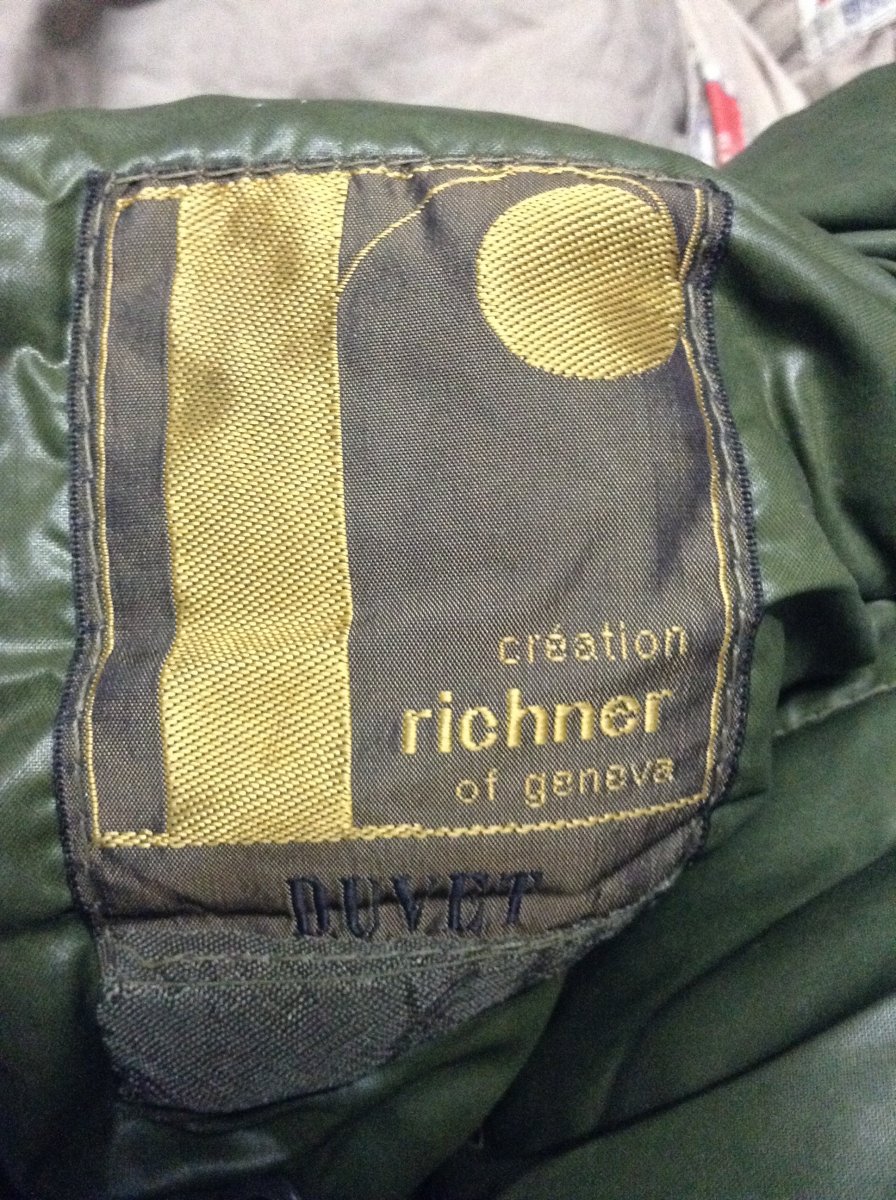 création
richner
of geneva
DUVET